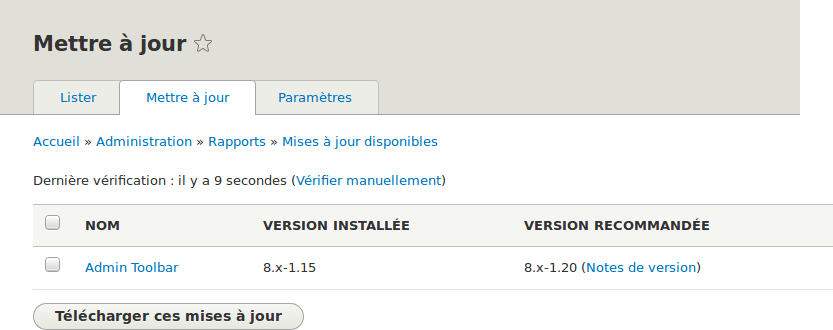 Mettre à jour
Lister Mettre à jour Paramètres
Accueil » Administration » Rapports » Mises à jour disponibles
Dernière vérification : il y a 9 secondes (Vérifier manuellement)
NOM VERSION INSTALLÉE VERSION RECOMMANDÉE
Admin Toolbar 8.x-1.15 8.x-1.20 (Notes de version)
Télécharger ces mises à jour